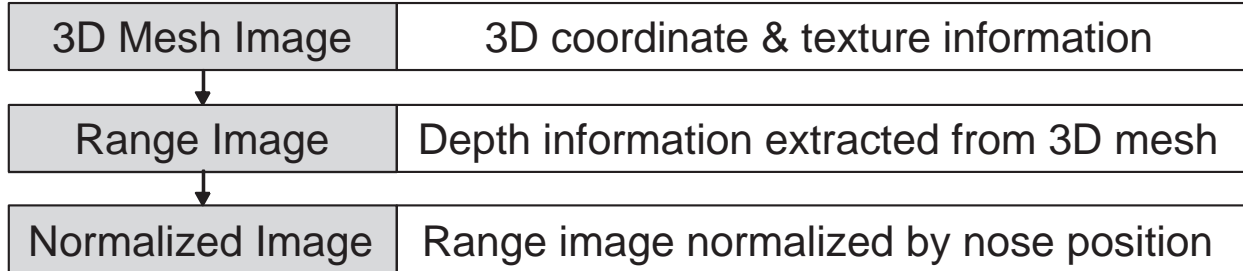 3D Mesh Image 3D coordinate & texture information
Range Image Depth information extracted from 3D mesh
Normalized Image Range image normalized by nose position